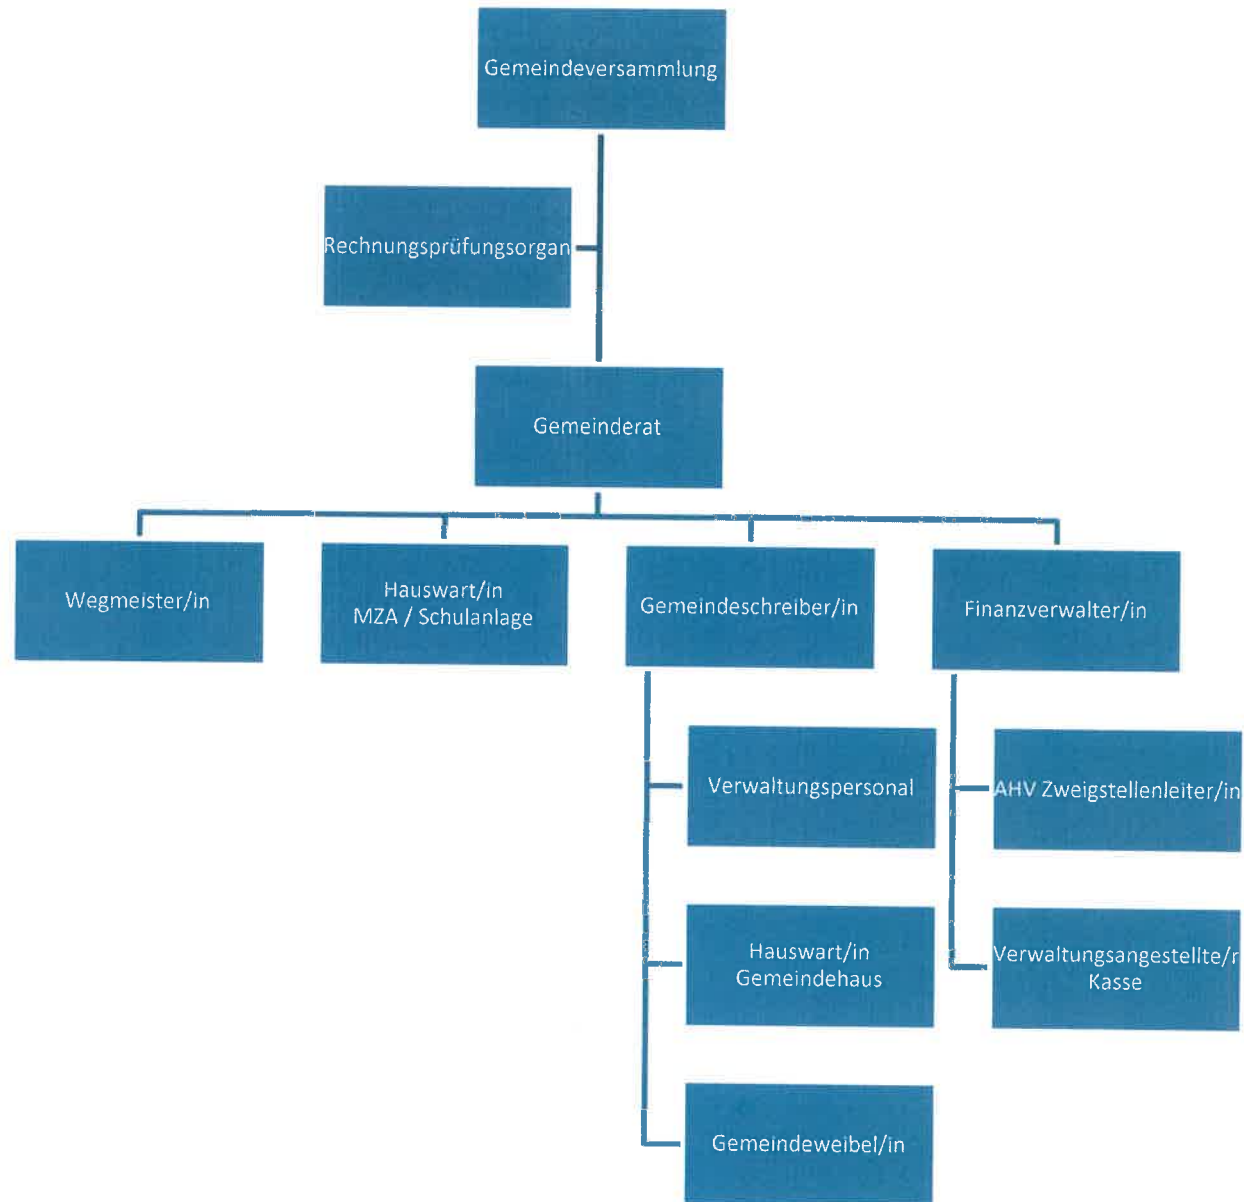 Gemeindeversammlung
Rechnungsprüfungsorgan
Gemeinderat
Wegmeister/in
Hauswart/in
MZA / Schulanlage
Gemeindeschreiber/in
Finanzverwalter/in
Verwaltungspersonal
AHV Zweigstellenleiter/in
Hauswart/in
Gemeindehaus
Verwaltungsangestellte/r
Kasse
Gemeindeweibel/in